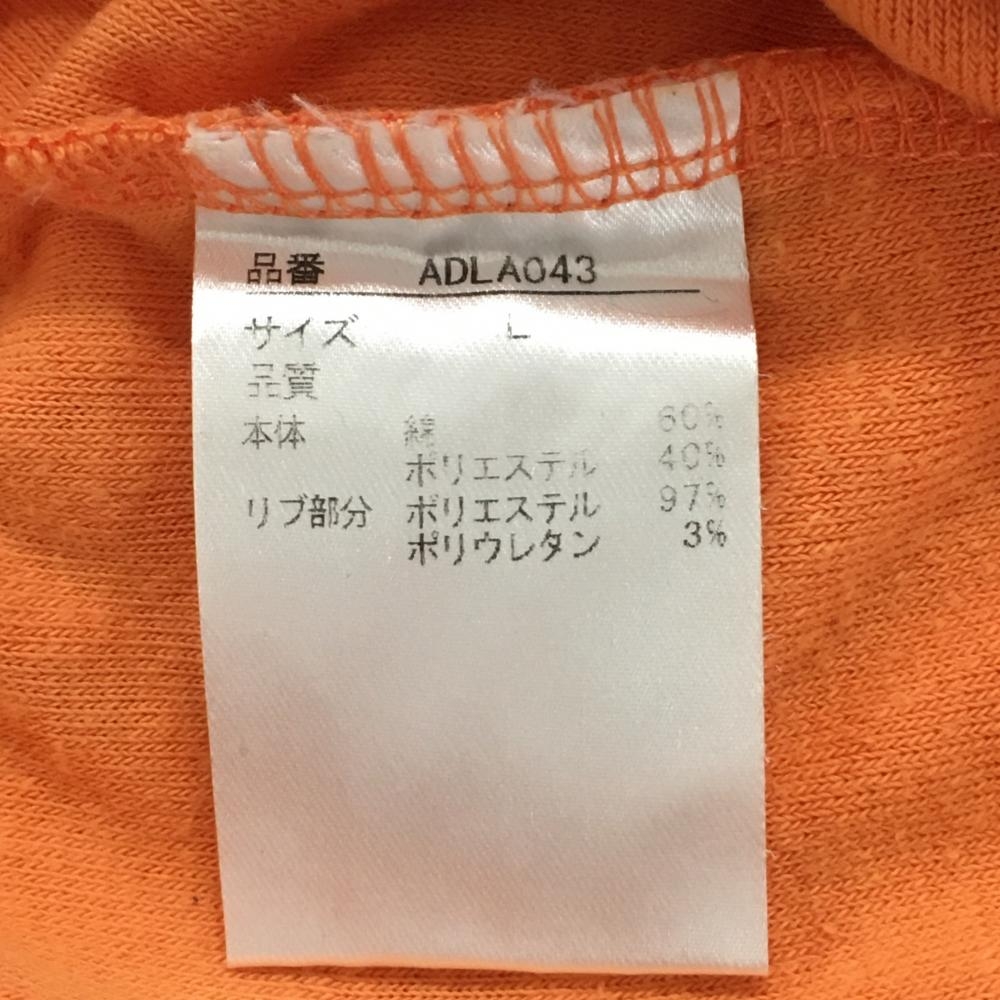 品番 ADLA043
サイズ L
品質
本体 綿 60%
ポリエステル 40%
リブ部分 ポリエステル 97%
ポリウレタン 3%